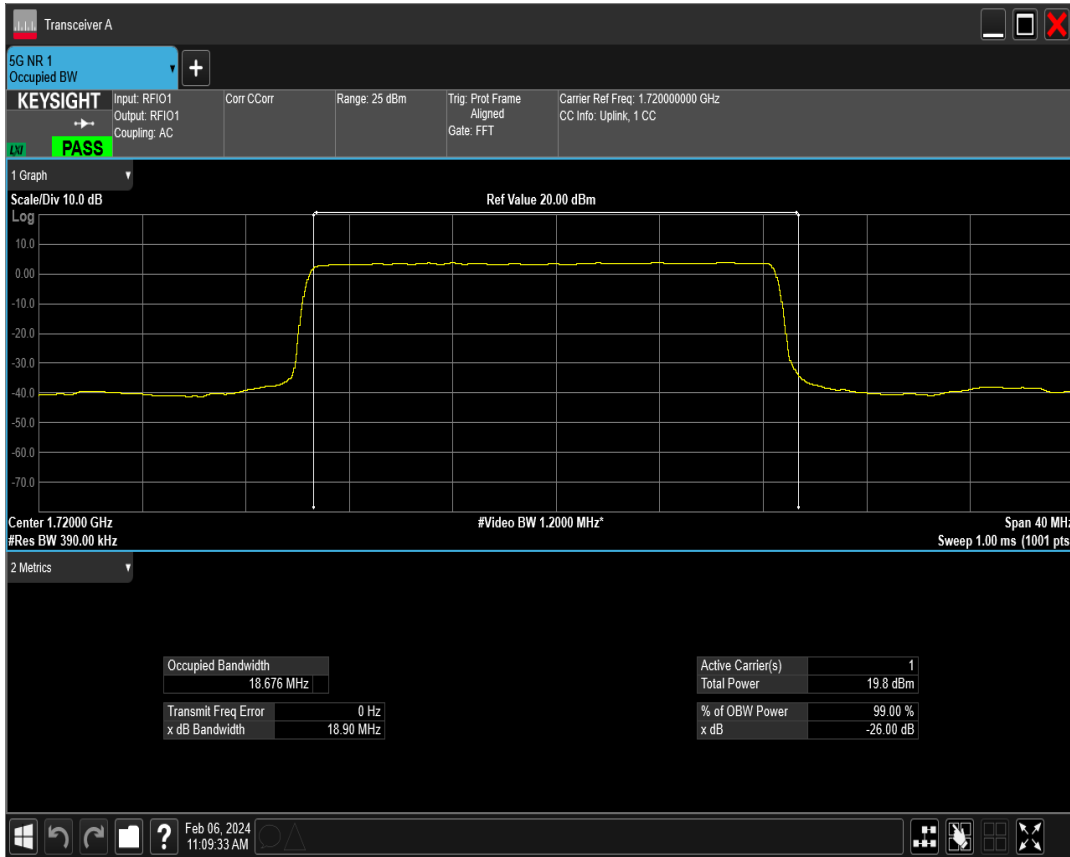 Transceiver A
5G NR 1
Occupied BW
+
KEYSIGHT
LXI
PASS
Input: RFIO1
Output: RFIO1
Coupling: AC
Corr CCorr
Range: 25 dBm
Trig: Prot Frame
Aligned
Gate: FFT
Carrier Ref Freq: 1.720000000 GHz
CC Info: Uplink, 1 CC
1 Graph
Scale/Div 10.0 dB
Ref Value 20.00 dBm
Log
10.0
0.00
-10.0
-20.0
-30.0
-40.0
-50.0
-60.0
-70.0
Center 1.72000 GHz
#Video BW 1.2000 MHz*
Span 40 MHz
#Res BW 390.00 kHz
Sweep 1.00 ms (1001 pts
2 Metrics
Occupied Bandwidth
18.676 MHz
Transmit Freq Error 0 Hz
x dB Bandwidth 18.90 MHz
Active Carrier(s) 1
Total Power 19.8 dBm
% of OBW Power 99.00 %
x dB -26.00 dB
?
Feb 06, 2024
11:09:33 AM